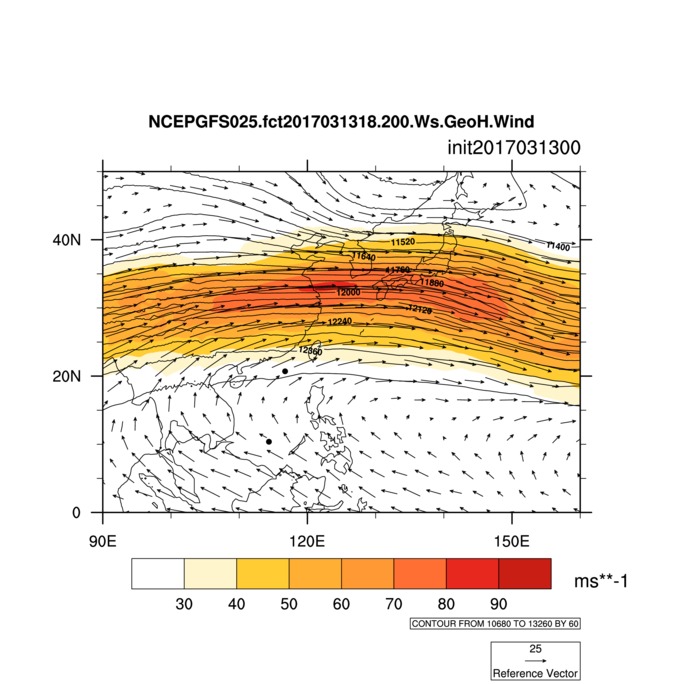 NCEPGFS025.fct2017031318.200.Ws.GeoH.Wind
init2017031300
40N
20N
0
11520
11400
11640
11760
11880
12000
12120
12240
12360
90E 120E 150E
30 40 50 60 70 80 90
ms**-1
CONTOUR FROM 10680 TO 13260 BY 60
25
Reference Vector